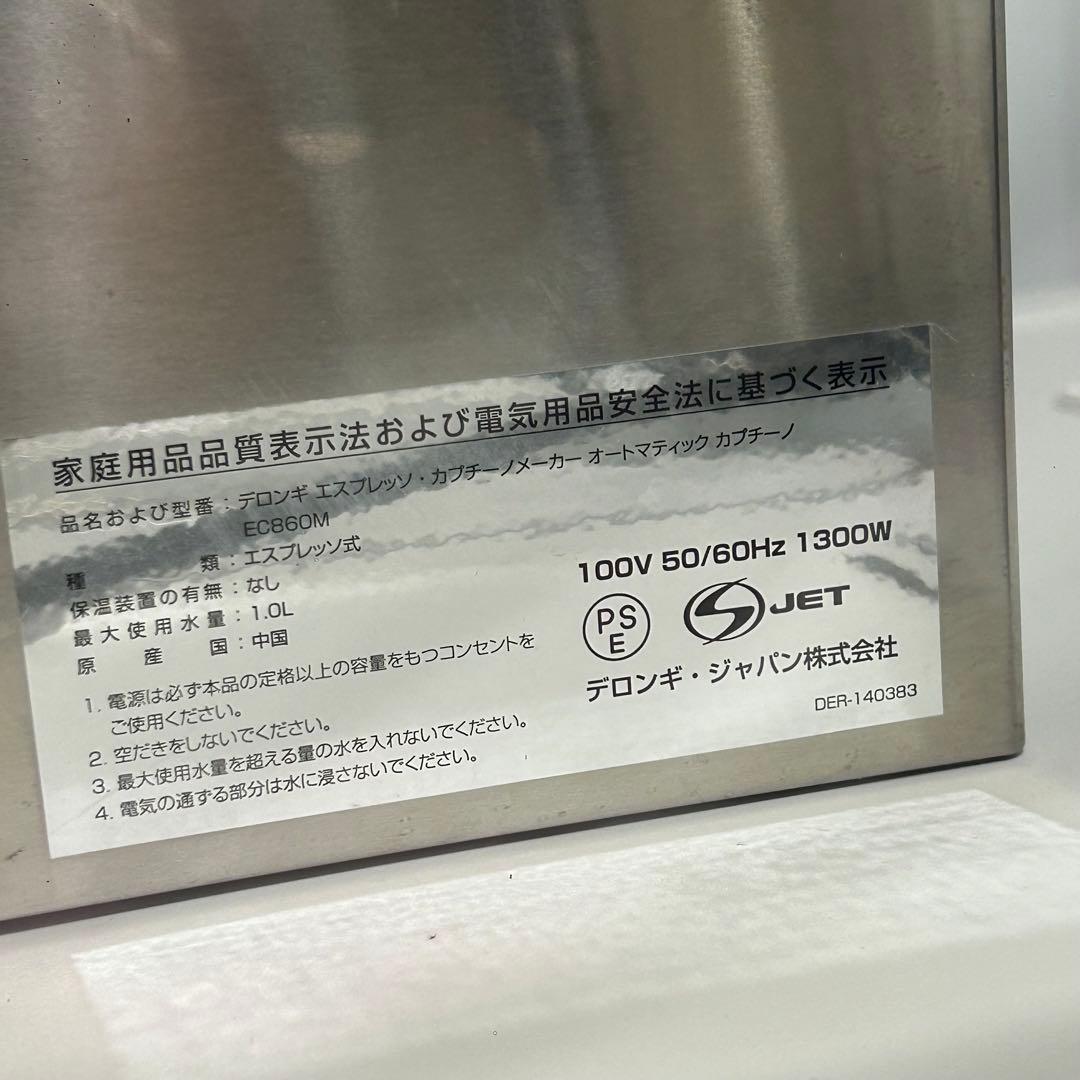 家庭用品品質表示法および電気用品安全法に基づく表示
品名および型番：デロンギ エスプレッソ・カプチーノメーカー オートマティック カプチーノ
EC860M
種類：エスプレッソ式
保温装置の有無：なし
最大使用水量：1.0L
原産国：中国
1. 電源は必ず本品の定格以上の容量をもつコンセントを
ご使用ください。
2. 空だきをしないでください。
3. 最大使用水量を超える量の水を入れないでください。
4. 電気の通ずる部分は水に浸さないでください。
100V 50/60Hz 1300W
PS
E
S JET
デロンギ・ジャパン株式会社
DER-140383